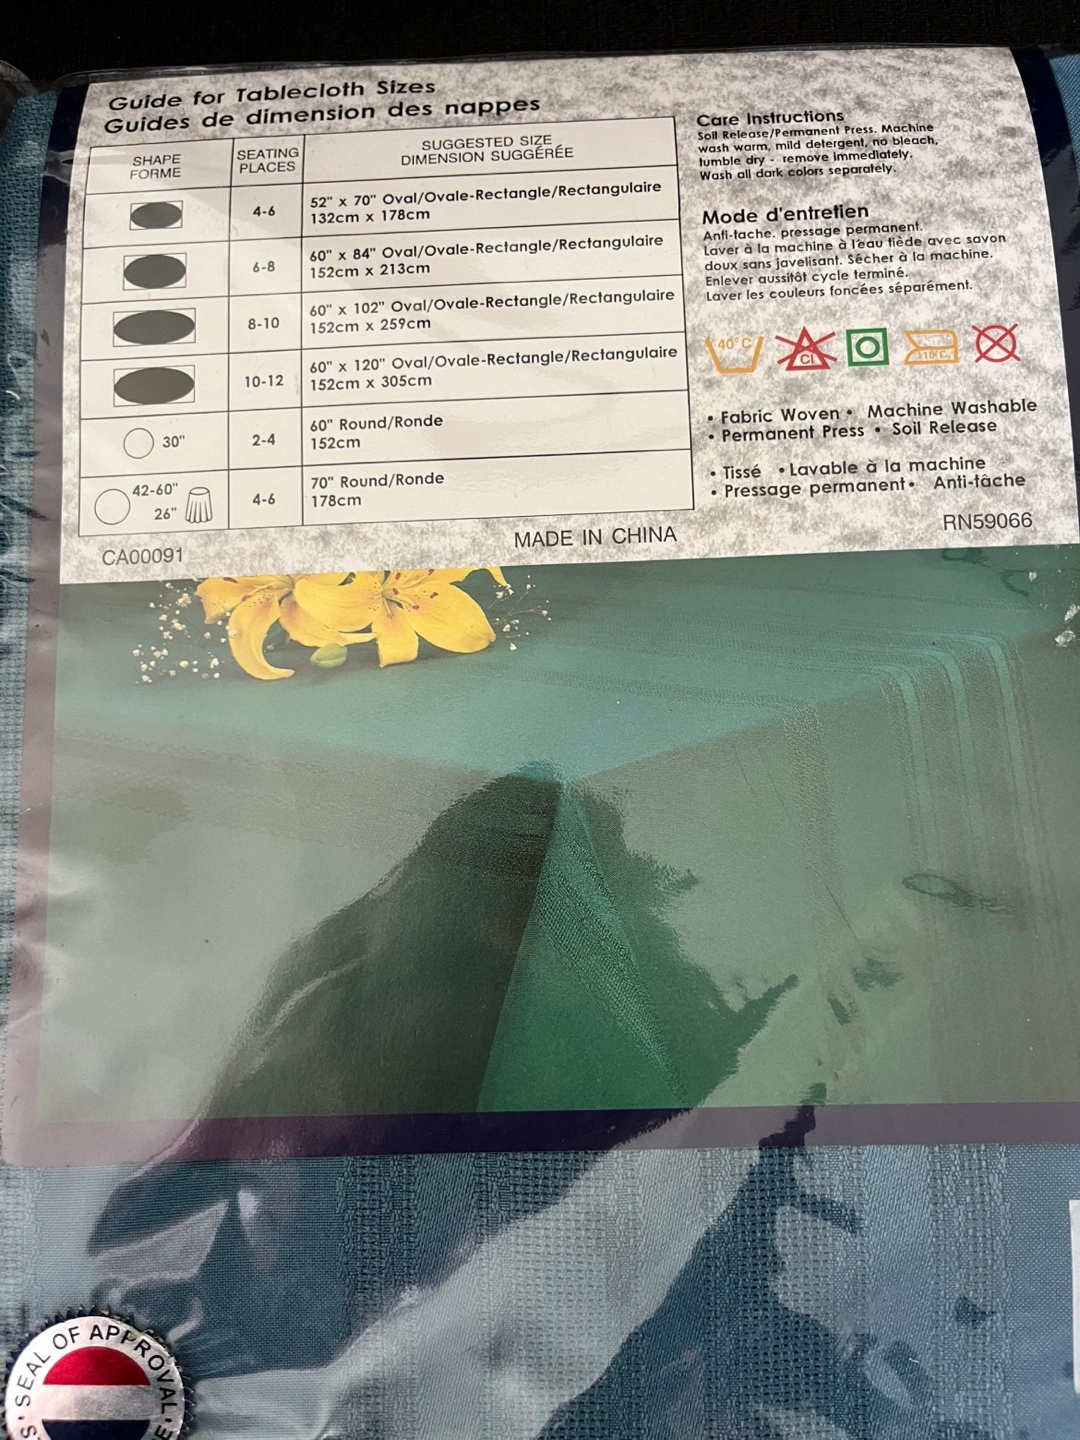 Guide for Tablecloth Sizes
Guides de dimension des nappes
SHAPE
FORME
SEATING
PLACES
SUGGESTED SIZE
DIMENSION SUGGÉRÉE
4-6
52" x 70" Oval/Ovale-Rectangle/Rectangulaire
132cm x 178cm
6-8
60" x 84" Oval/Ovale-Rectangle/Rectangulaire
152cm x 213cm
8-10
60" x 102" Oval/Ovale-Rectangle/Rectangulaire
152cm x 259cm
10-12
60" x 120" Oval/Ovale-Rectangle/Rectangulaire
152cm x 305cm
30"
2-4
60" Round/Ronde
152cm
42-60"
26"
4-6
70" Round/Ronde
178cm
CA00091
MADE IN CHINA
Care Instructions
Soil Release/Permanent Press. Machine
wash warm, mild detergent, no bleach,
tumble dry - remove immediately.
Wash all dark colors separately.
Mode d'entretien
Anti-tache. pressage permanent.
Laver à la machine à l'eau tiède avec savon
doux sans javelisant. Sécher à la machine.
Enlever aussitôt cycle terminé.
Laver les couleurs foncées séparément.
40°C
Cl
110°C
• Fabric Woven • Machine Washable
• Permanent Press • Soil Release
• Tissé • Lavable à la machine
• Pressage permanent • Anti-tâche
RN59066
SEAL OF APPROVAL